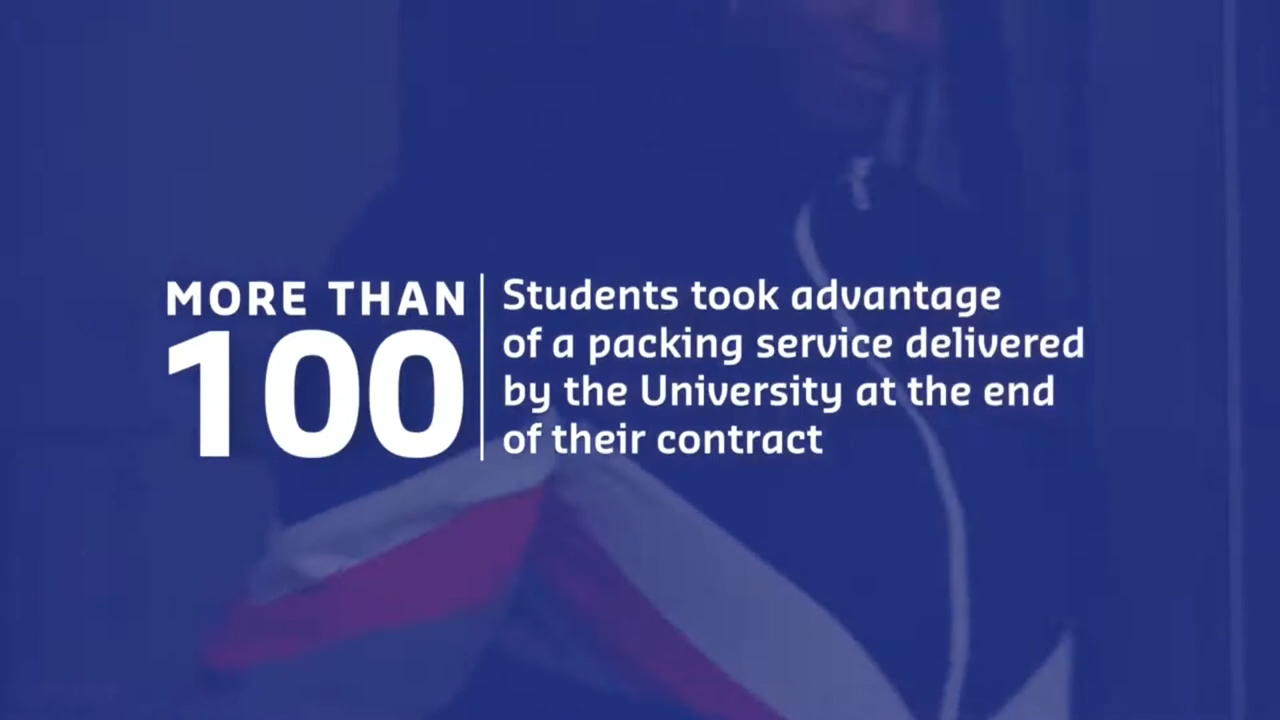 MORE THAN
100
Students took advantage
of a packing service delivered
by the University at the end
of their contract